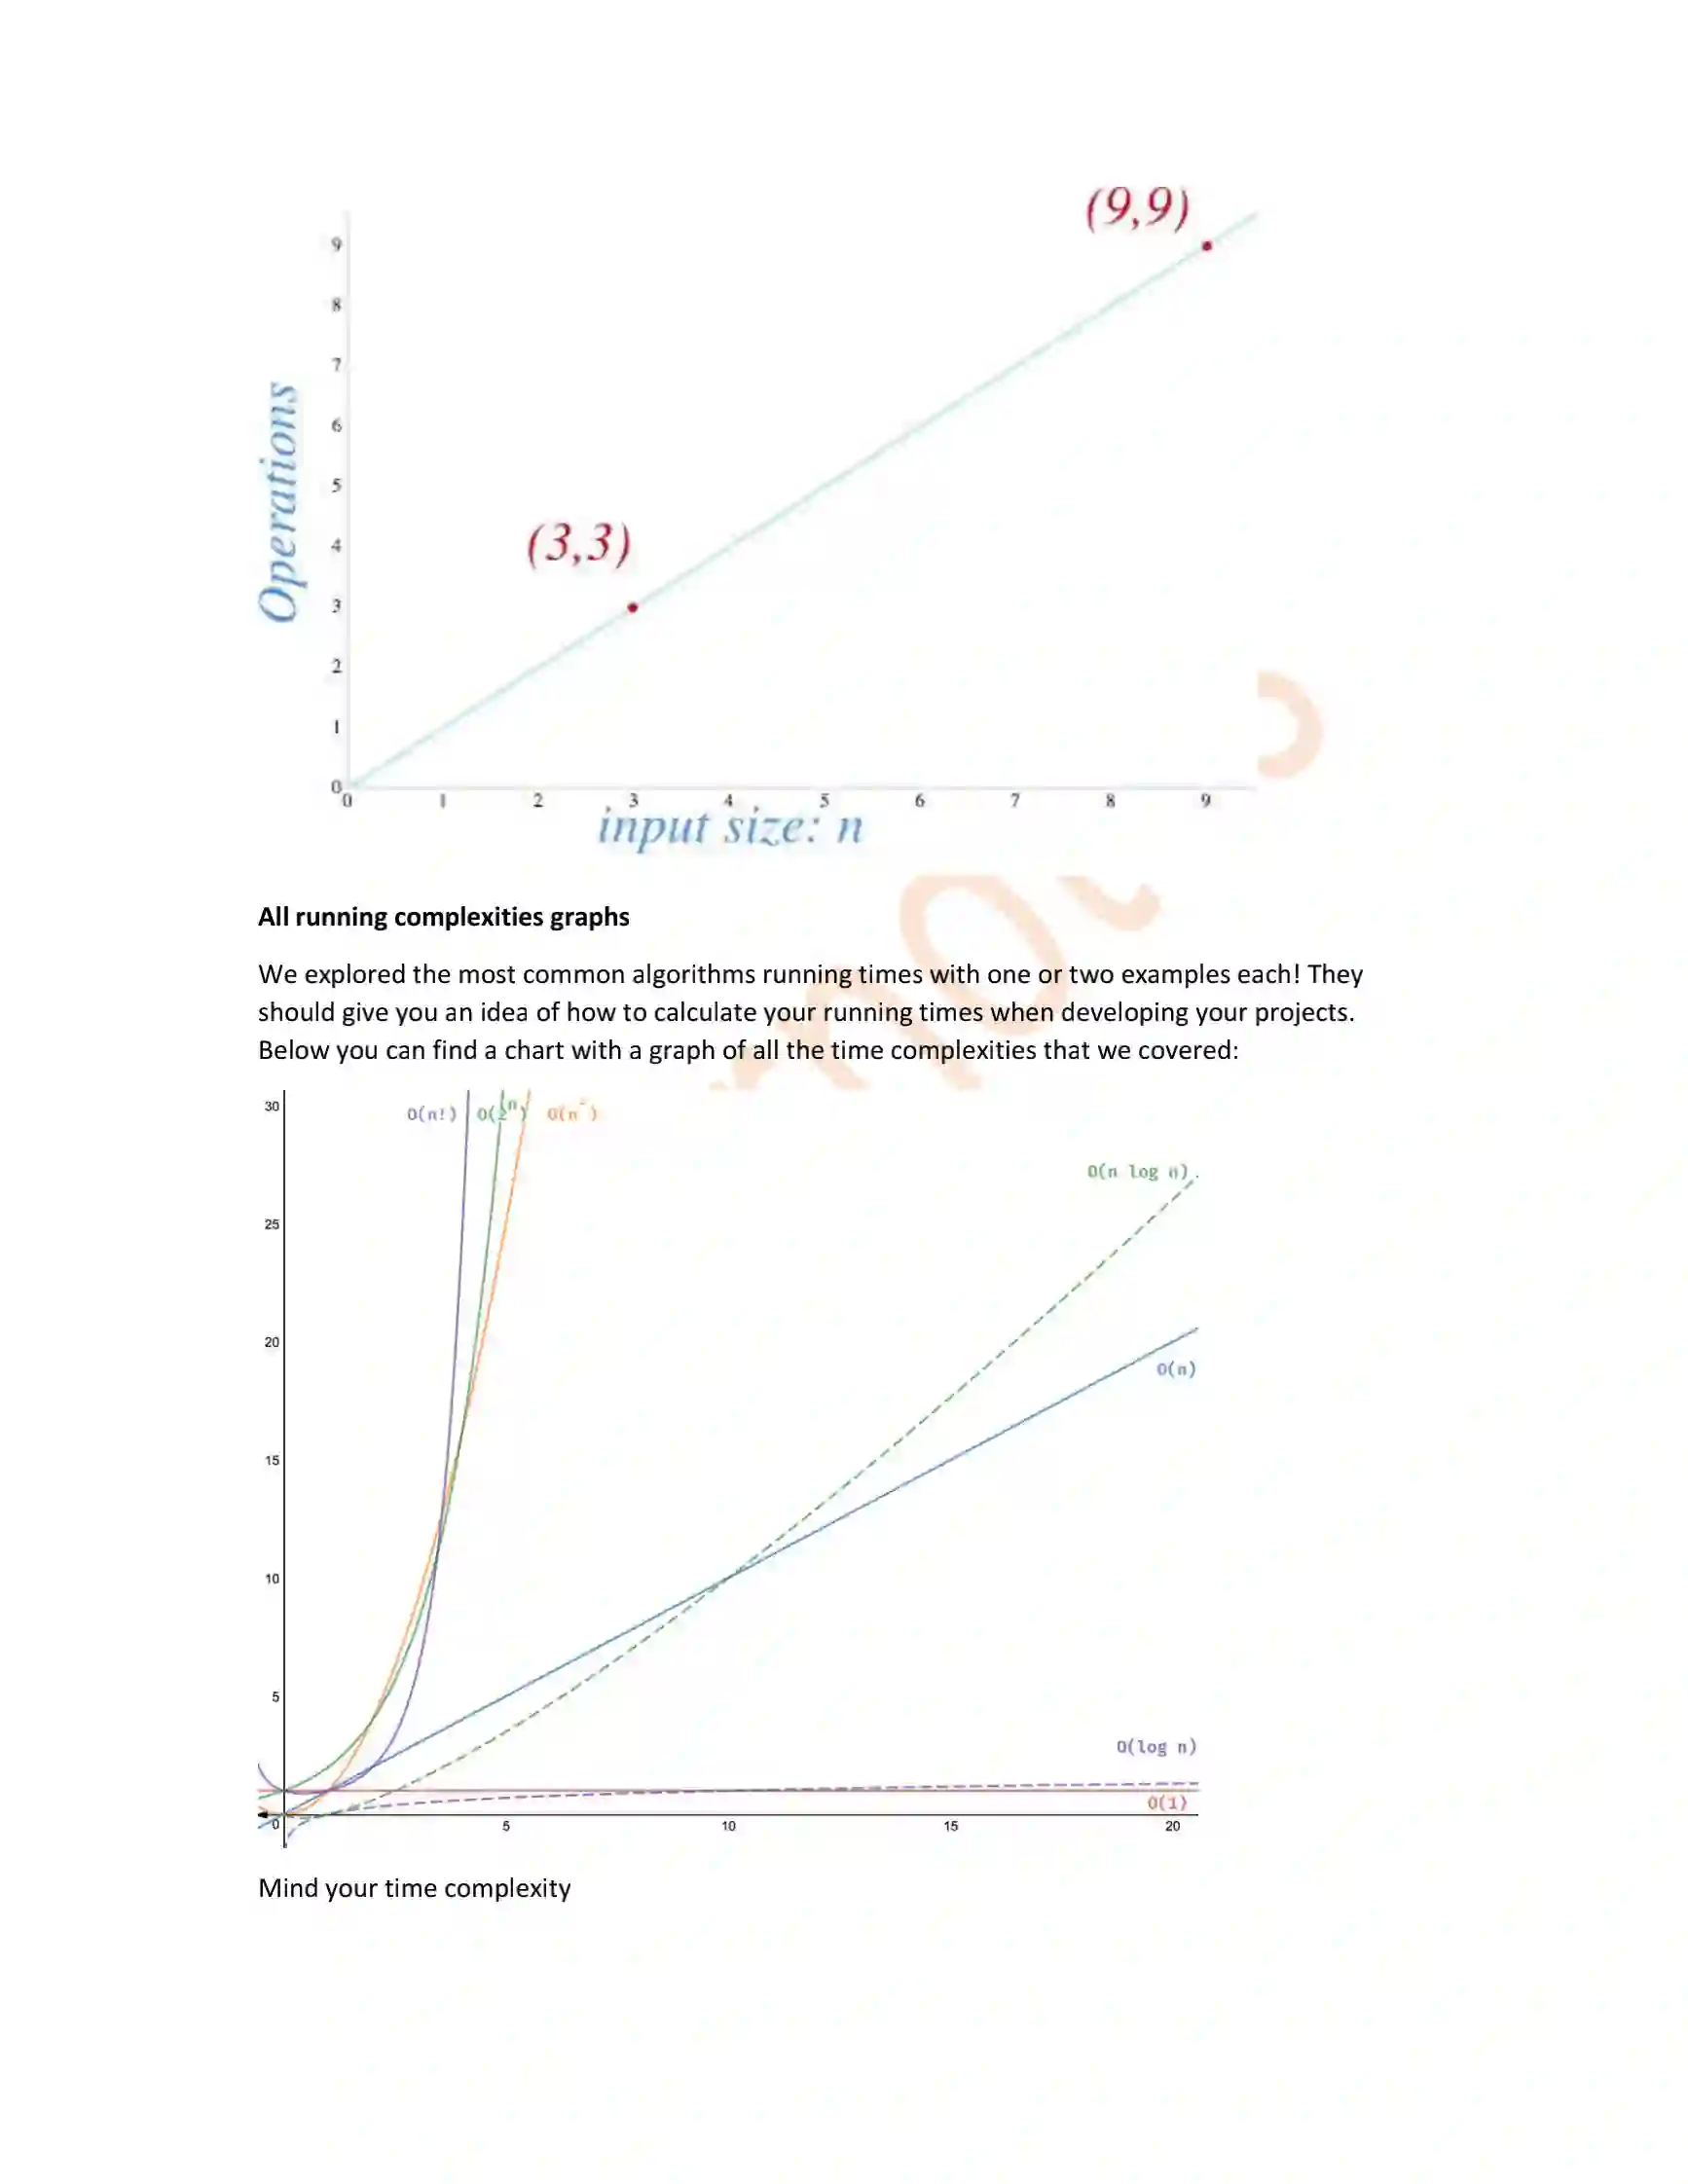 (9,9)
9
8
7
6
5
4
3
2
1
0
Operations
(3,3)
0 1 2 3 4 5 6 7 8 9
input size: n
All running complexities graphs
We explored the most common algorithms running times with one or two examples each! They
should give you an idea of how to calculate your running times when developing your projects.
Below you can find a chart with a graph of all the time complexities that we covered:
30
O(n!) O(2ⁿ) O(n²)
O(n log n)
25
20
O(n)
15
10
5
O(log n)
O(1)
0 5 10 15 20
Mind your time complexity